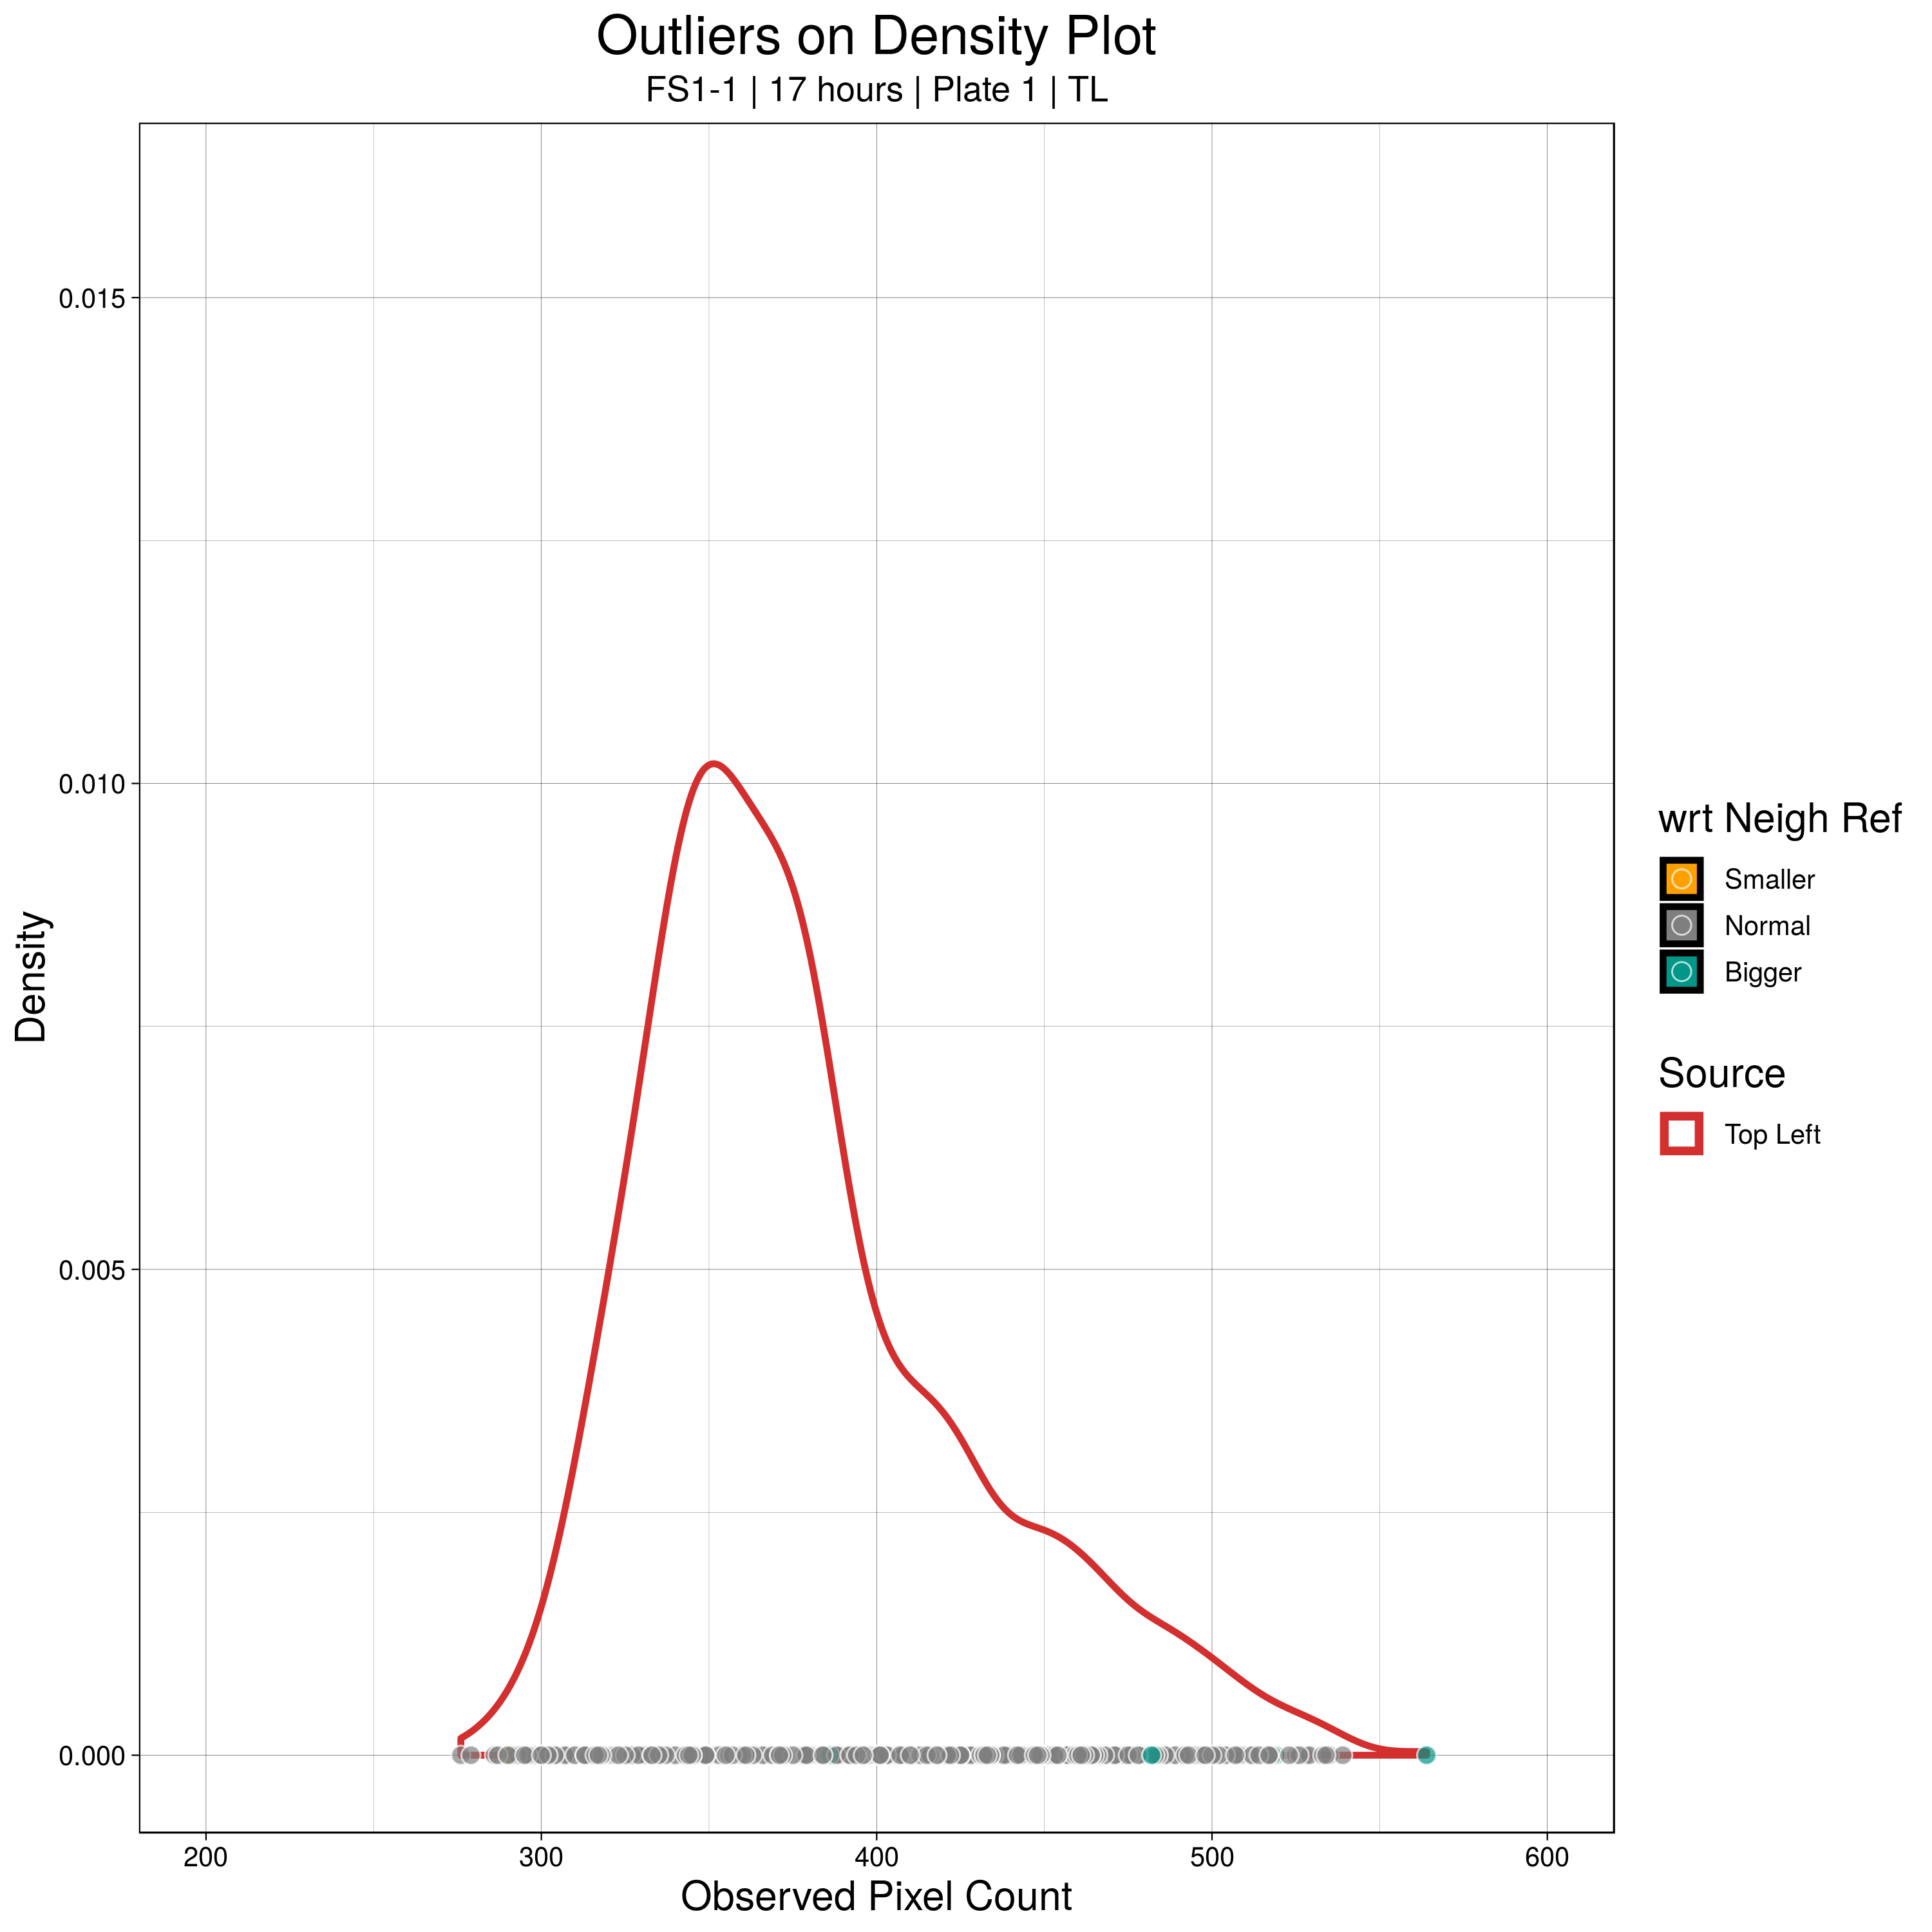 Outliers on Density Plot
FS1-1 | 17 hours | Plate 1 | TL
0.015
0.010
0.005
0.000
Density
200
300
400
500
600
Observed Pixel Count
wrt Neigh Ref
Smaller
Normal
Bigger
Source
Top Left